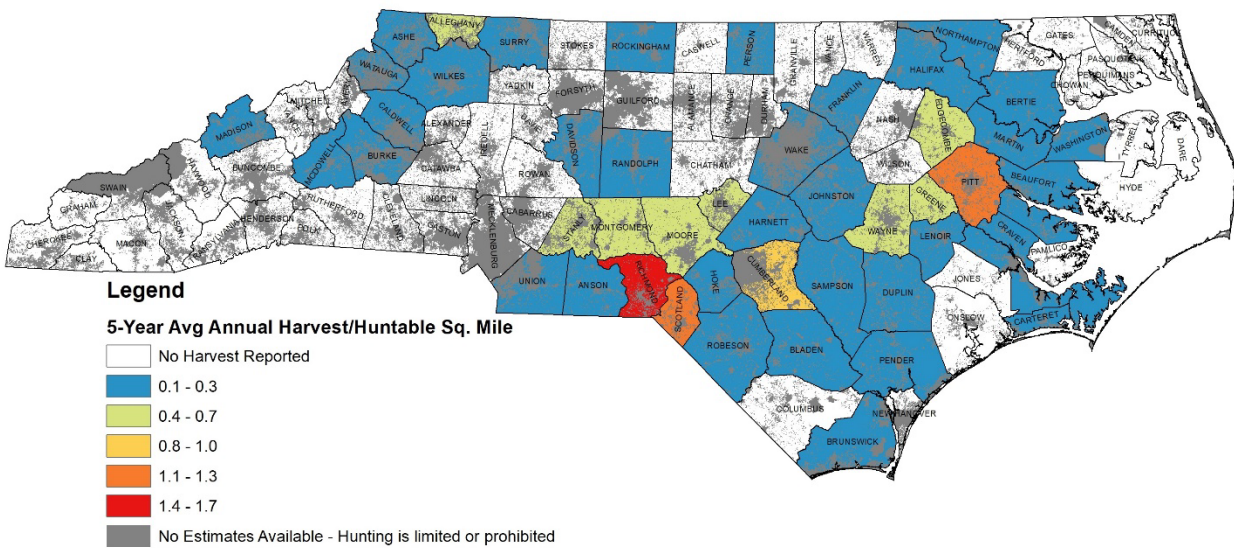 ALLEGHANY
ASHE
SURRY
STOKES
ROCKINGHAM
CASWELL
PERSON
GRANVILLE
VANCE
WARREN
NORTHAMPTON
HERTFORD
GATES
CAMDEN
CURRITUCK
PASQUOTANK
PERQUIMANS
CHOWAN
HALIFAX
WATAUGA
WILKES
YADKIN
FORSYTH
GUILFORD
ALAMANCE
ORANGE
DURHAM
FRANKLIN
NASH
EDGECOMBE
BERTIE
MARTIN
WASHINGTON
TYRRELL
DARE
AVERY
MITCHELL
YANCEY
MADISON
CALDWELL
ALEXANDER
IREDELL
DAVIE
DAVIDSON
RANDOLPH
CHATHAM
WAKE
WILSON
PITT
BEAUFORT
HYDE
MCDOWELL
BURKE
CATAWBA
ROWAN
BUNCOMBE
HAYWOOD
SWAIN
GRAHAM
JACKSON
CHEROKEE
MACON
CLAY
TRANSYLVANIA
HENDERSON
POLK
RUTHERFORD
CLEVELAND
LINCOLN
GASTON
MECKLENBURG
CABARRUS
STANLY
MONTGOMERY
MOORE
LEE
HARNETT
JOHNSTON
WAYNE
GREENE
LENOIR
CRAVEN
PAMLICO
JONES
CARTERET
ONSLOW
DUPLIN
SAMPSON
CUMBERLAND
HOKE
SCOTLAND
RICHMOND
ANSON
UNION
ROBESON
BLADEN
PENDER
COLUMBUS
NEW HANOVER
BRUNSWICK
Legend
5-Year Avg Annual Harvest/Huntable Sq. Mile
No Harvest Reported
0.1 - 0.3
0.4 - 0.7
0.8 - 1.0
1.1 - 1.3
1.4 - 1.7
No Estimates Available - Hunting is limited or prohibited